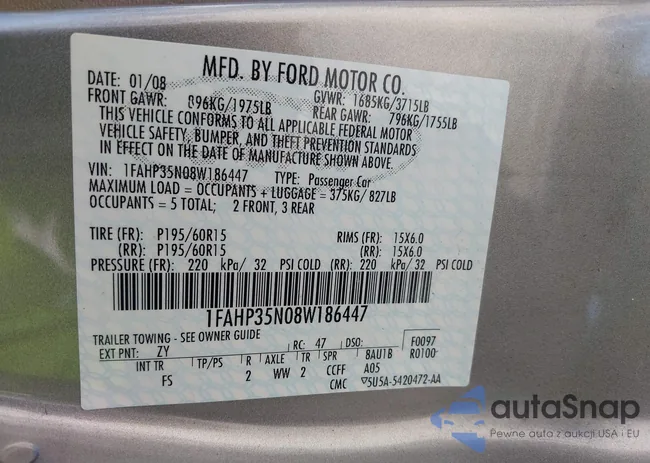 MFD. BY FORD MOTOR CO.
DATE: 01/08 GVWR: 1685KG/3715LB
FRONT GAWR: 896KG/1975LB REAR GAWR: 796KG/1755LB
THIS VEHICLE CONFORMS TO ALL APPLICABLE FEDERAL MOTOR
VEHICLE SAFETY, BUMPER, AND THEFT PREVENTION STANDARDS
IN EFFECT ON THE DATE OF MANUFACTURE SHOWN ABOVE.
VIN: 1FAHP35N08W186447 TYPE: Passenger Car
MAXIMUM LOAD = OCCUPANTS + LUGGAGE = 375KG/ 827LB
OCCUPANTS = 5 TOTAL; 2 FRONT, 3 REAR
TIRE (FR): P195/60R15 RIMS (FR): 15X6.0
(RR): P195/60R15 (RR): 15X6.0
PRESSURE (FR): 220 kPa/ 32 PSI COLD (RR): 220 kPa/ 32 PSI COLD
1FAHP35N08W186447
TRAILER TOWING - SEE OWNER GUIDE
EXT PNT: ZY RC: 47 DSO: F0097
INT TR TP/PS R AXLE TR SPR 8AU1B R0100
FS 2 WW 2 CCFF A05
CMC 5U5A-5420472-AA
autaSnap
Pewne auta z aukcji USA i EU